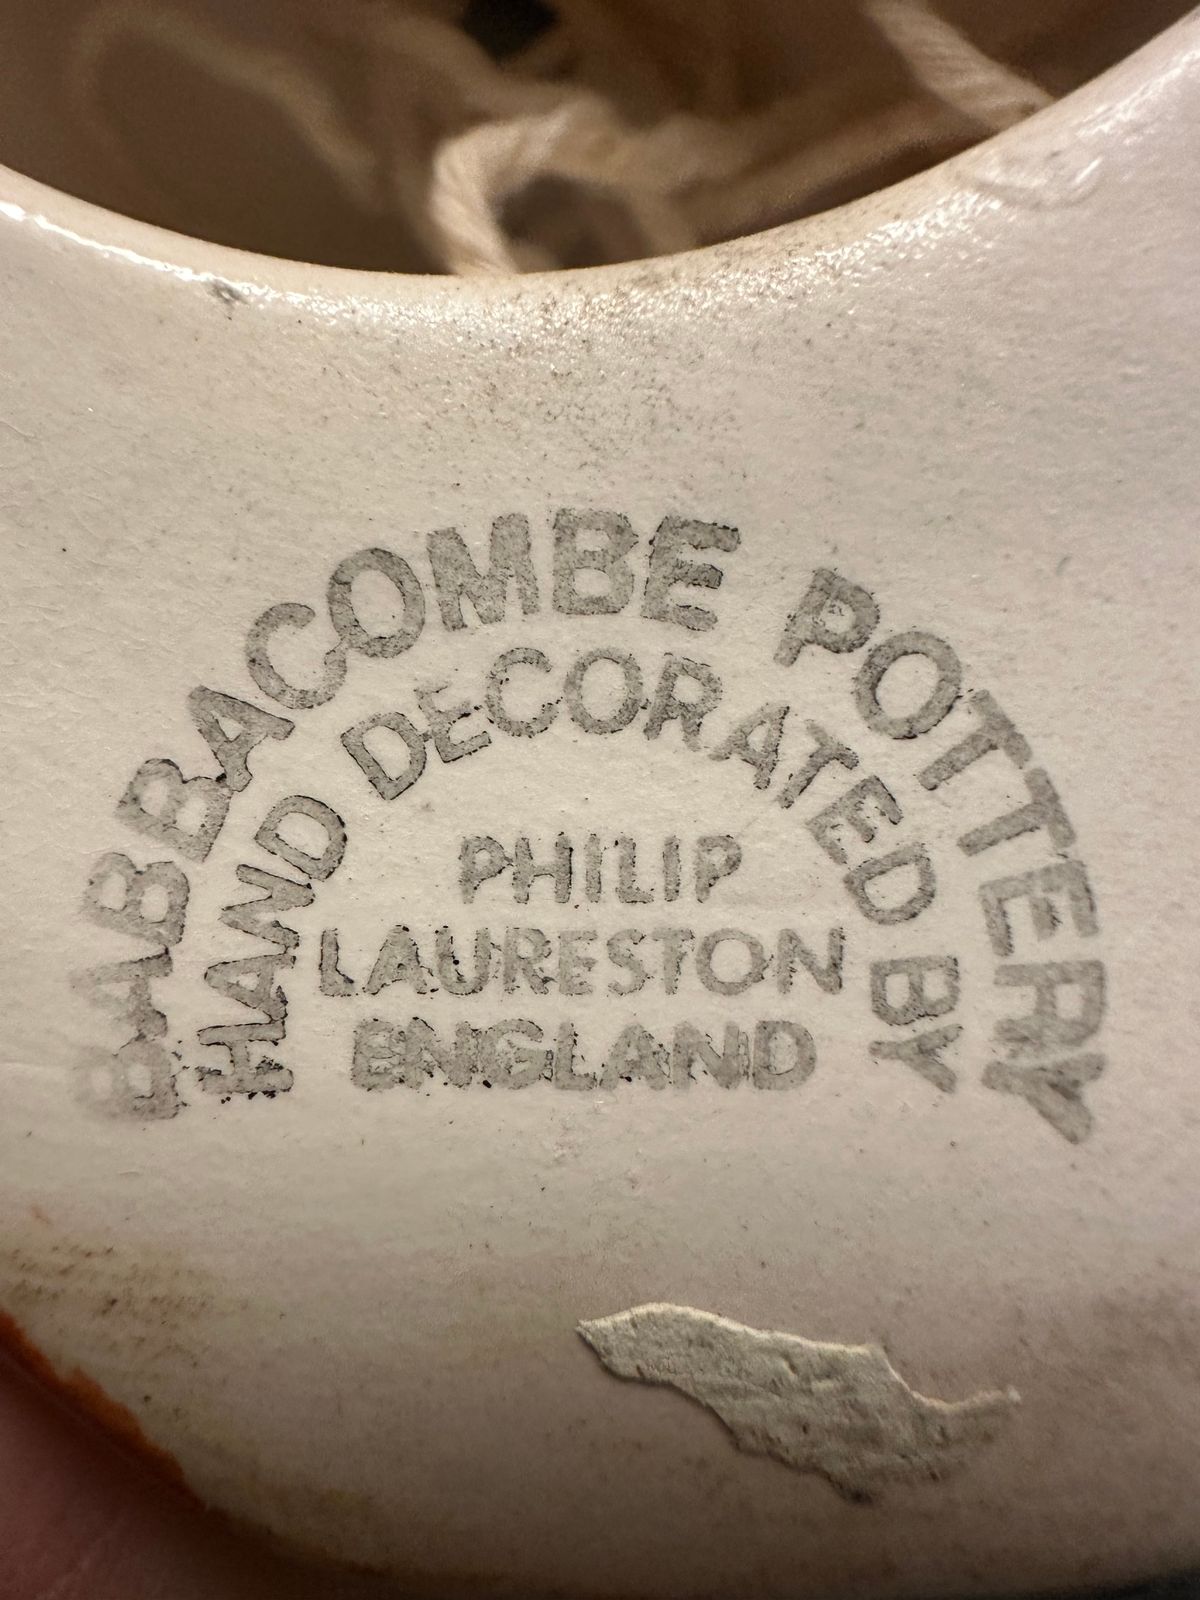 BABBACOMBE POTTERY
HAND DECORATED BY
PHILIP
LAURESTON
ENGLAND